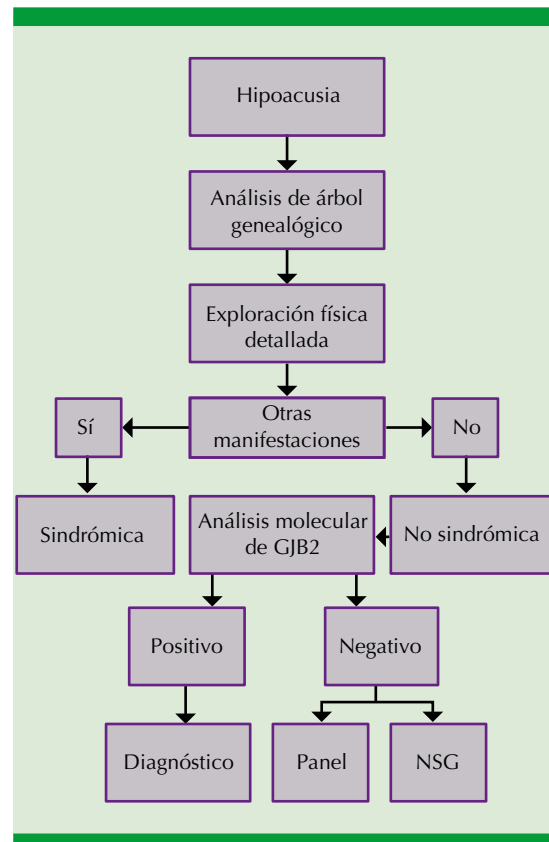 Hipoacusia
Análisis de árbol
genealógico
Exploración física
detallada
Otras
manifestaciones
Sí
No
Sindrómica
Análisis molecular
de GJB2
No sindrómica
Positivo
Negativo
Diagnóstico
Panel
NSG